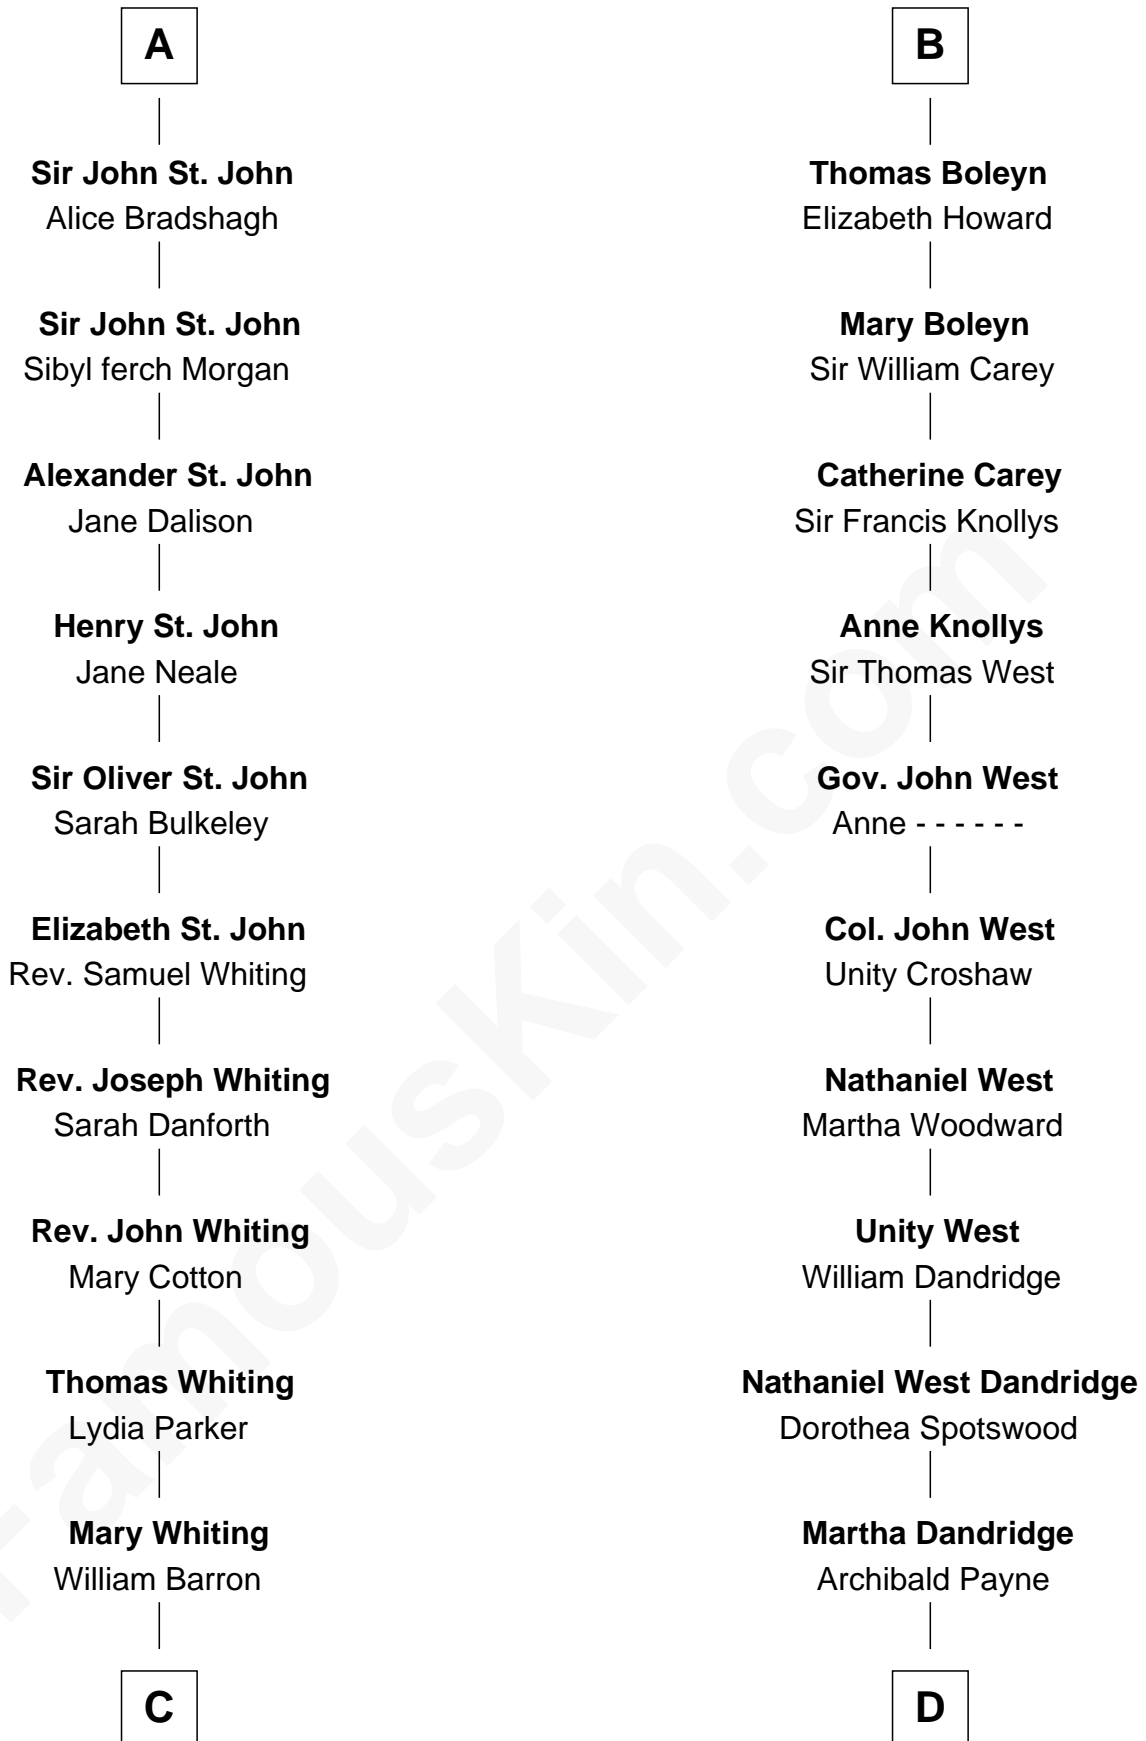 A
Sir John St. John
Alice Bradshagh
Sir John St. John
Sibyl ferch Morgan
Alexander St. John
Jane Dalison
Henry St. John
Jane Neale
Sir Oliver St. John
Sarah Bulkeley
Elizabeth St. John
Rev. Samuel Whiting
Rev. Joseph Whiting
Sarah Danforth
Rev. John Whiting
Mary Cotton
Thomas Whiting
Lydia Parker
Mary Whiting
William Barron
C
B
Thomas Boleyn
Elizabeth Howard
Mary Boleyn
Sir William Carey
Catherine Carey
Sir Francis Knollys
Anne Knollys
Sir Thomas West
Gov. John West
Anne - - - - - -
Col. John West
Unity Croshaw
Nathaniel West
Martha Woodward
Unity West
William Dandridge
Nathaniel West Dandridge
Dorothea Spotswood
Martha Dandridge
Archibald Payne
D
FamousKin.com